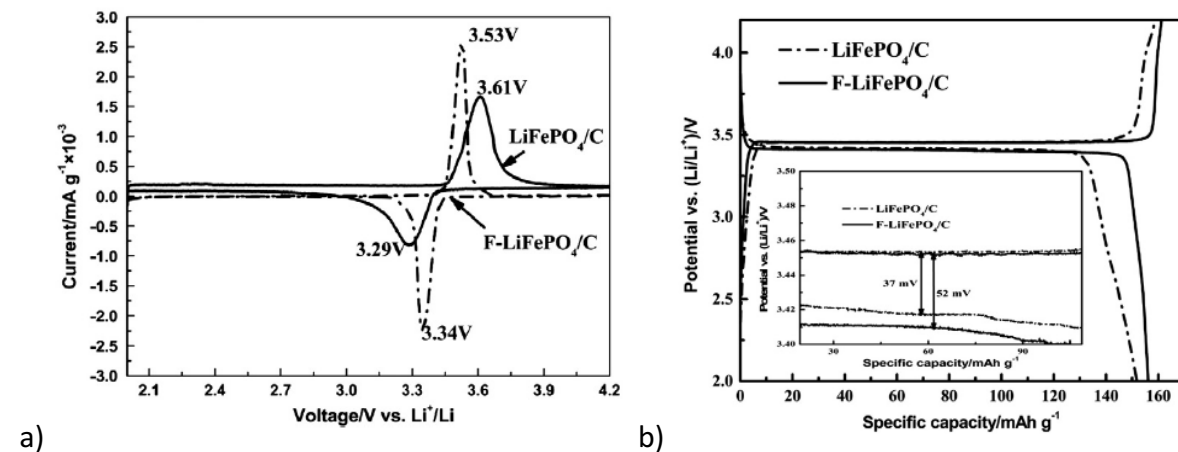 3.0
2.5
2.0
1.5
1.0
0.5
0.0
-0.5
-1.0
-1.5
-2.0
-2.5
-3.0
Current/mA g⁻¹×10⁻³
3.53V
3.61V
LiFePO₄/C
F-LiFePO₄/C
3.29V
3.34V
2.1 2.4 2.7 3.0 3.3 3.6 3.9 4.2
Voltage/V vs. Li⁺/Li
a)
4.0
3.5
3.0
2.5
2.0
Potential vs. (Li/Li⁺)/V
LiFePO₄/C
F-LiFePO₄/C
3.50
3.48
3.46
3.44
3.42
3.40
Potential vs. (Li/Li⁺)/V
LiFePO₄/C
F-LiFePO₄/C
37 mV
52 mV
30 60 90
Specific capacity/mAh g⁻¹
0 20 40 60 80 100 120 140 160
Specific capacity/mAh g⁻¹
b)